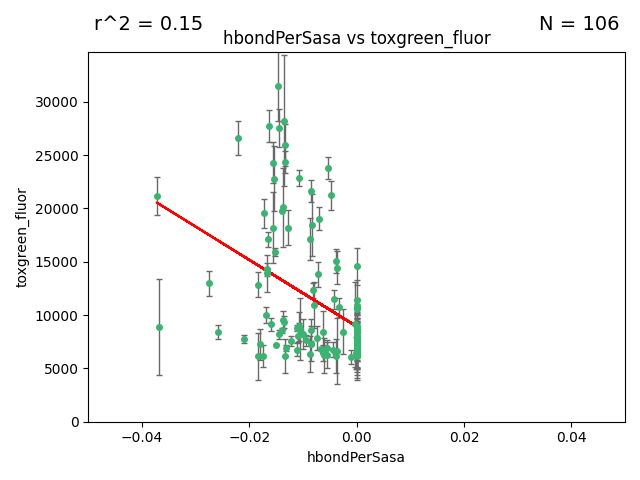 r^2 = 0.15
N = 106
hbondPerSasa vs toxgreen_fluor
toxgreen_fluor
30000
25000
20000
15000
10000
5000
0
−0.04
−0.02
0.00
0.02
0.04
hbondPerSasa